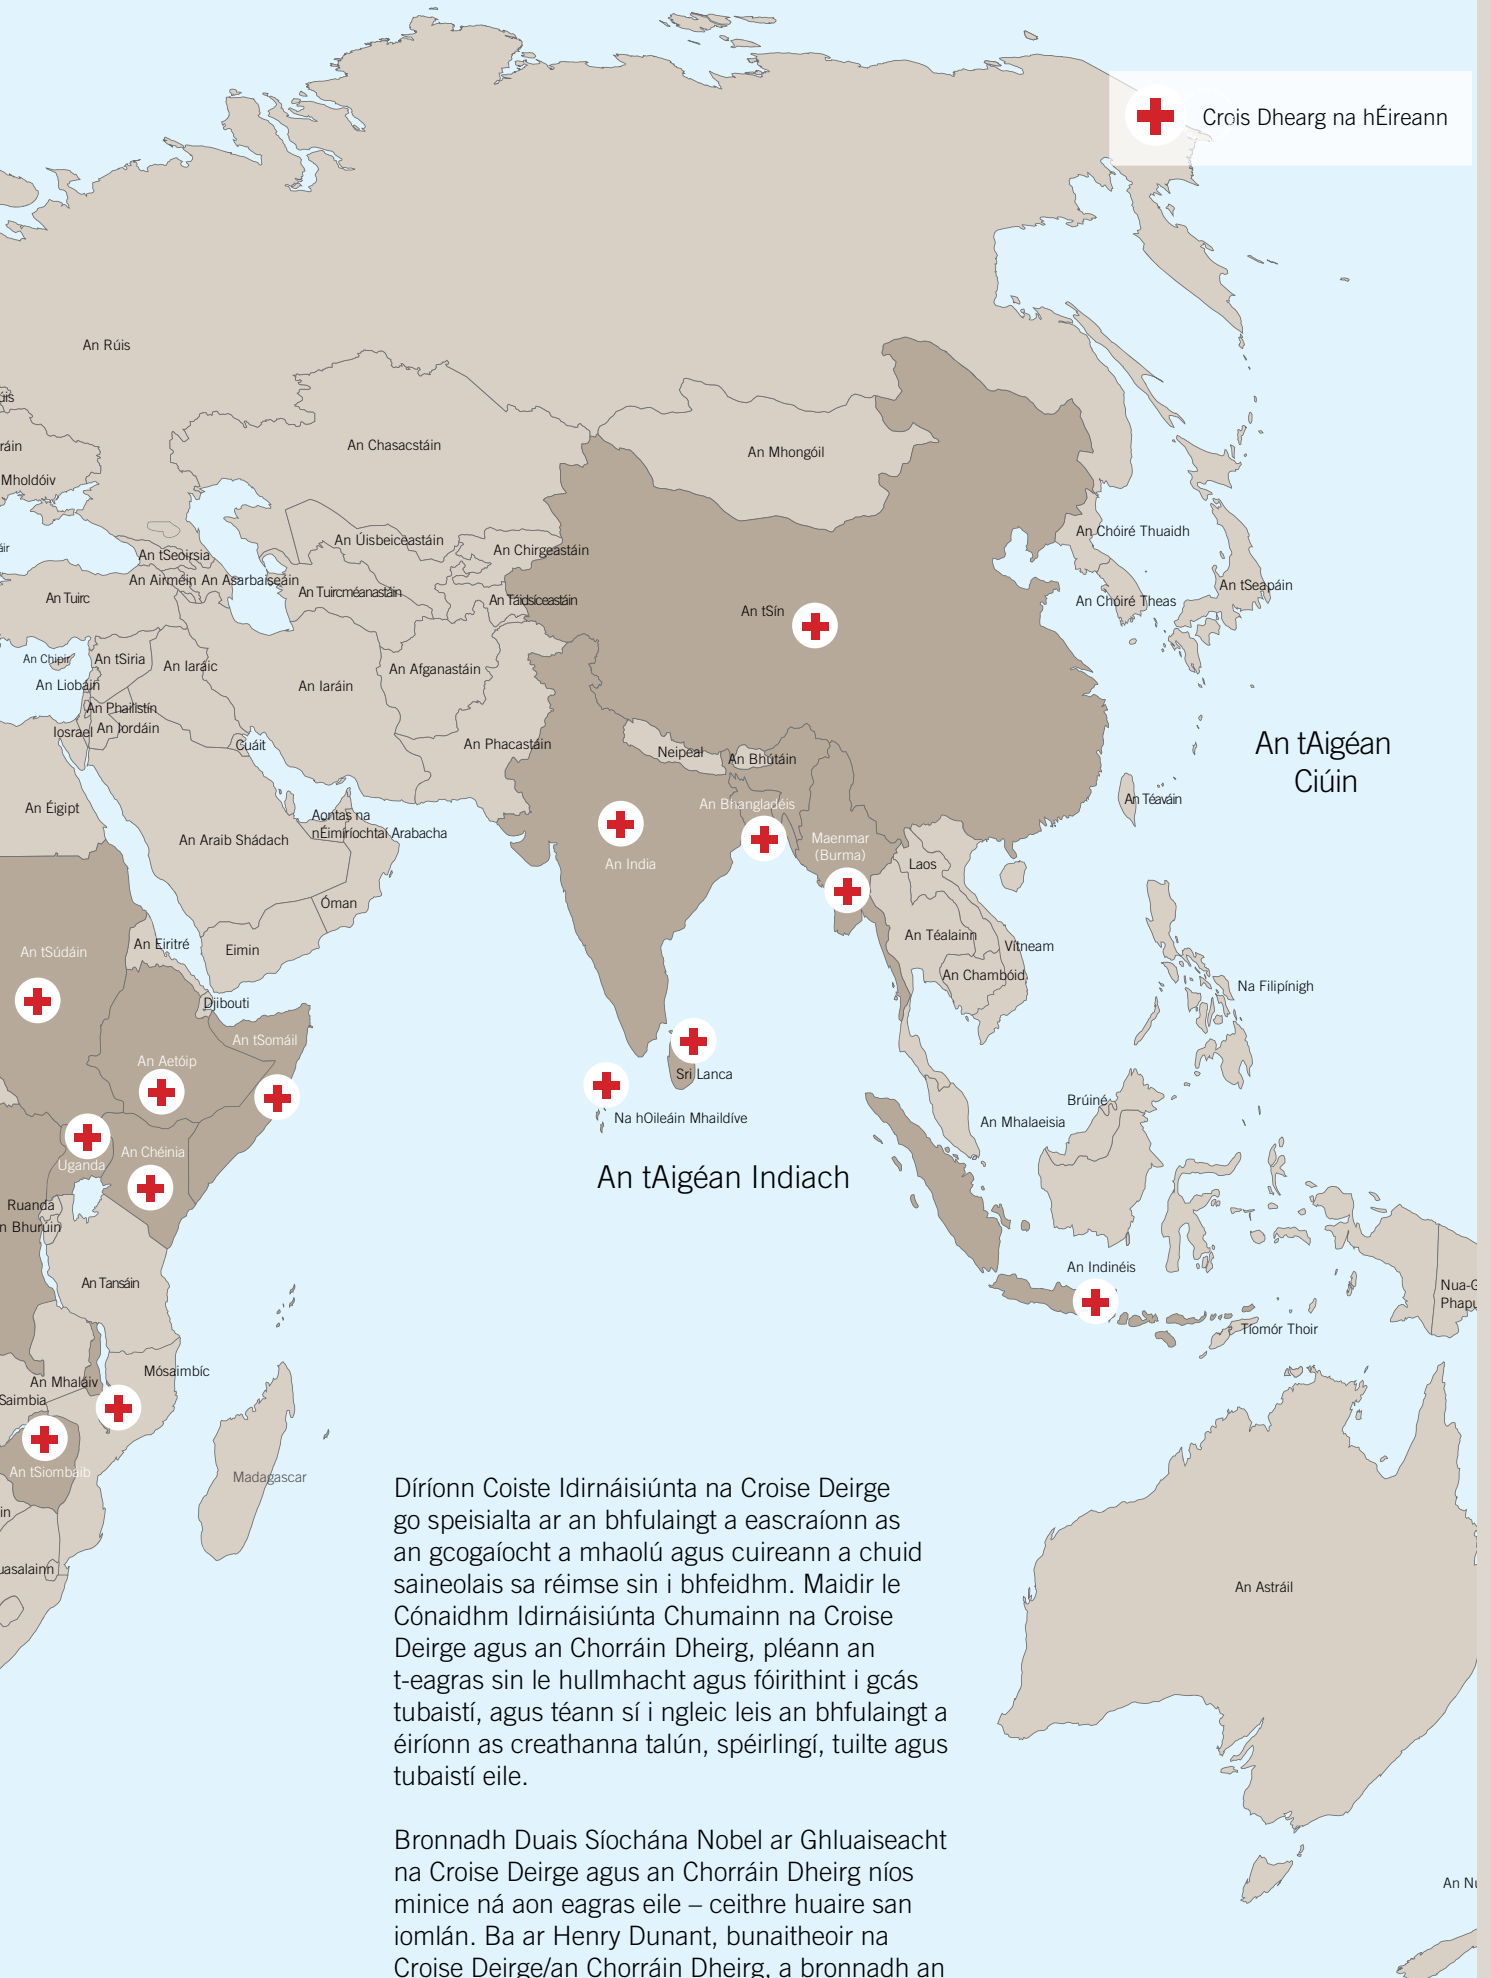 Crois Dhearg na hÉireann
An Rúis
An Chasacstáin
An Mhongóil
Mholdóiv
An Úisbeiceastáin
An Chirgeastáin
An Chóiré Thuaidh
An tSeoirsia
An Airméin
An Asarbaiseáin
An Tuircméanastáin
An Táidsíceastáin
An tSeapáin
An Chóiré Theas
An Tuirc
An tSín
An Chipir
An tSiria
An Iaráic
An Iaráin
An Afganastáin
An Liobáin
An Phailistín
Iosrael
An Iordáin
Cuáit
An Phacastáin
Neipeal
An Bhútáin
An tAigéan
Ciúin
An Éigipt
An Araib Shádach
Aontas na
nÉimíríochtaí Arabacha
An India
An Bhangladéis
Maenmar
(Burma)
An Téaváin
Laos
Óman
Eimin
An Eiritré
An tSúdáin
An Téalainn
Vítneam
An Chambóid
Na Filipínigh
Djibouti
An tSomáil
An Aetóip
Sri Lanca
Na hOileáin Mhaildíve
Brúiné
An Mhalaeisia
Uganda
An Chéinia
An tAigéan Indiach
Ruanda
n Bhurúin
An Tansáin
An Indinéis
Tíomór Thoir
Mósaimbíc
An Mhaláiv
Saimbia
An tSiombáib
Madagascar
An Astráil
Díríonn Coiste Idirnáisiúnta na Croise Deirge
go speisialta ar an bhfulaingt a eascraíonn as
an gcogaíocht a mhaolú agus cuireann a chuid
saineolais sa réimse sin i bhfeidhm. Maidir le
Cónaidhm Idirnáisiúnta Chumainn na Croise
Deirge agus an Chorráin Dheirg, pléann an
t-eagras sin le hullmhacht agus fóirithint i gcás
tubaistí, agus téann sí i ngleic leis an bhfulaingt a
éiríonn as creathanna talún, spéirlingí, tuilte agus
tubaistí eile.
Bronnadh Duais Síochána Nobel ar Ghluaiseacht
na Croise Deirge agus an Chorráin Dheirg níos
minice ná aon eagras eile – ceithre huaire san
iomlán. Ba ar Henry Dunant, bunaitheoir na
Croise Deirge/an Chorráin Dheirg, a bronnadh an